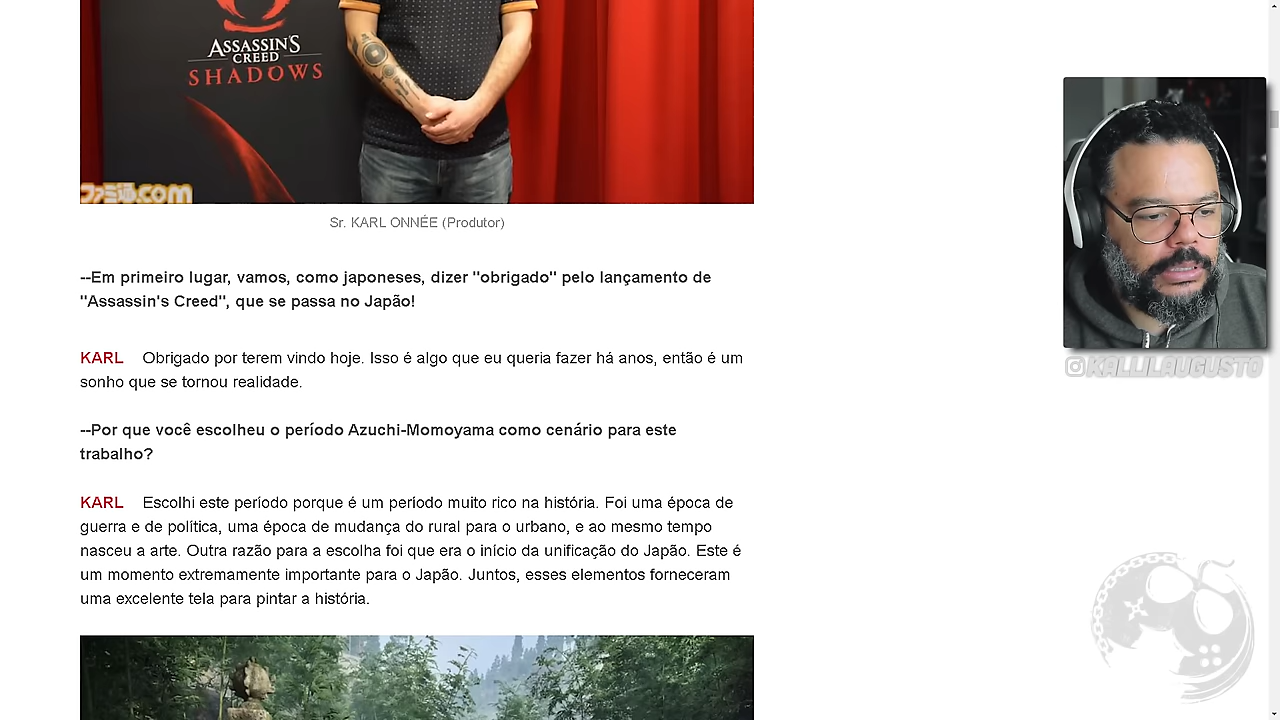 ASSASSIN'S
CREED
SHADOWS
ファミ通.com
Sr. KARL ONNÉE (Produtor)
--Em primeiro lugar, vamos, como japoneses, dizer "obrigado" pelo lançamento de
"Assassin's Creed", que se passa no Japão!
KARL Obrigado por terem vindo hoje. Isso é algo que eu queria fazer há anos, então é um
sonho que se tornou realidade.
--Por que você escolheu o período Azuchi-Momoyama como cenário para este
trabalho?
KARL Escolhi este período porque é um período muito rico na história. Foi uma época de
guerra e de política, uma época de mudança do rural para o urbano, e ao mesmo tempo
nasceu a arte. Outra razão para a escolha foi que era o início da unificação do Japão. Este é
um momento extremamente importante para o Japão. Juntos, esses elementos forneceram
uma excelente tela para pintar a história.
KALLILAUGUSTO